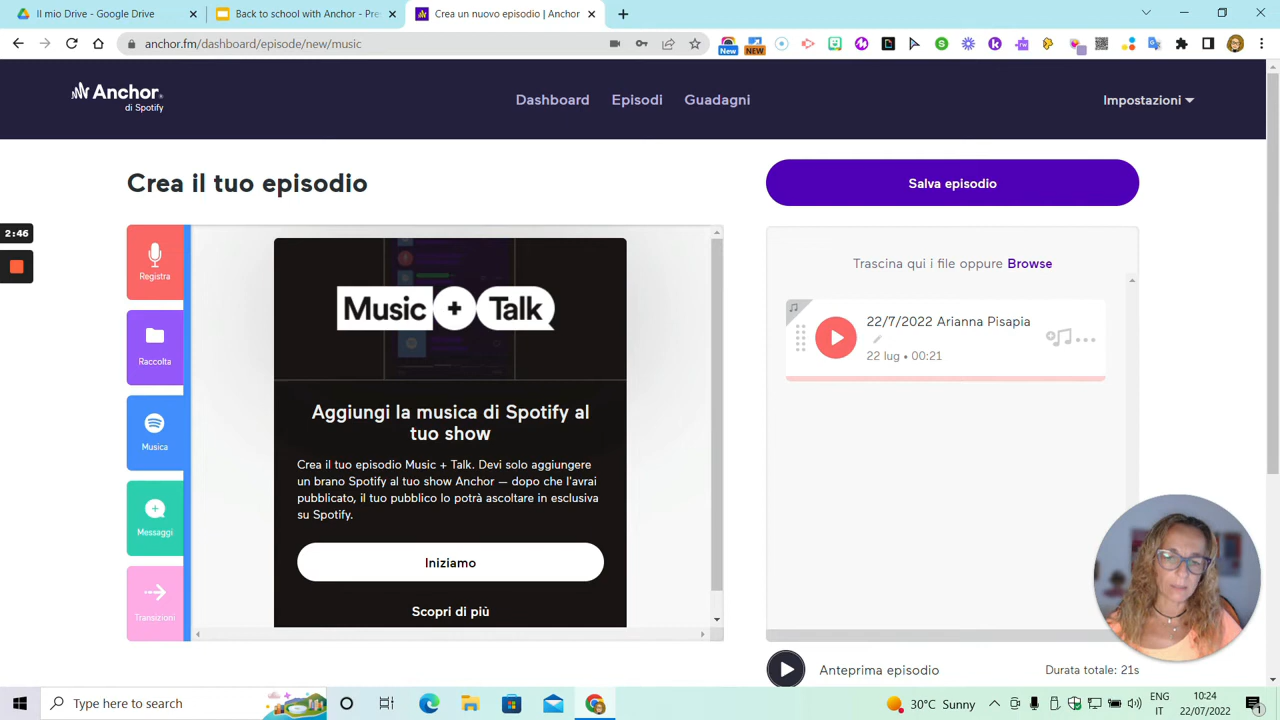 Il mio Drive - Google Drive
Back to school with Anchor - Pre
Crea un nuovo episodio | Anchor
anchor.fm/dashboard/episode/new/music
New
NEW
Anchor.
di Spotify
Dashboard
Episodi
Guadagni
Impostazioni
Crea il tuo episodio
Salva episodio
2:46
Registra
Raccolta
Musica
Messaggi
Transizioni
Music + Talk
Aggiungi la musica di Spotify al
tuo show
Crea il tuo episodio Music + Talk. Devi solo aggiungere
un brano Spotify al tuo show Anchor — dopo che l'avrai
pubblicato, il tuo pubblico lo potrà ascoltare in esclusiva
su Spotify.
Iniziamo
Scopri di più
Trascina qui i file oppure Browse
22/7/2022 Arianna Pisapia
22 lug • 00:21
Anteprima episodio
Durata totale: 21s
Type here to search
30°C Sunny
ENG
IT
10:24
22/07/2022
1